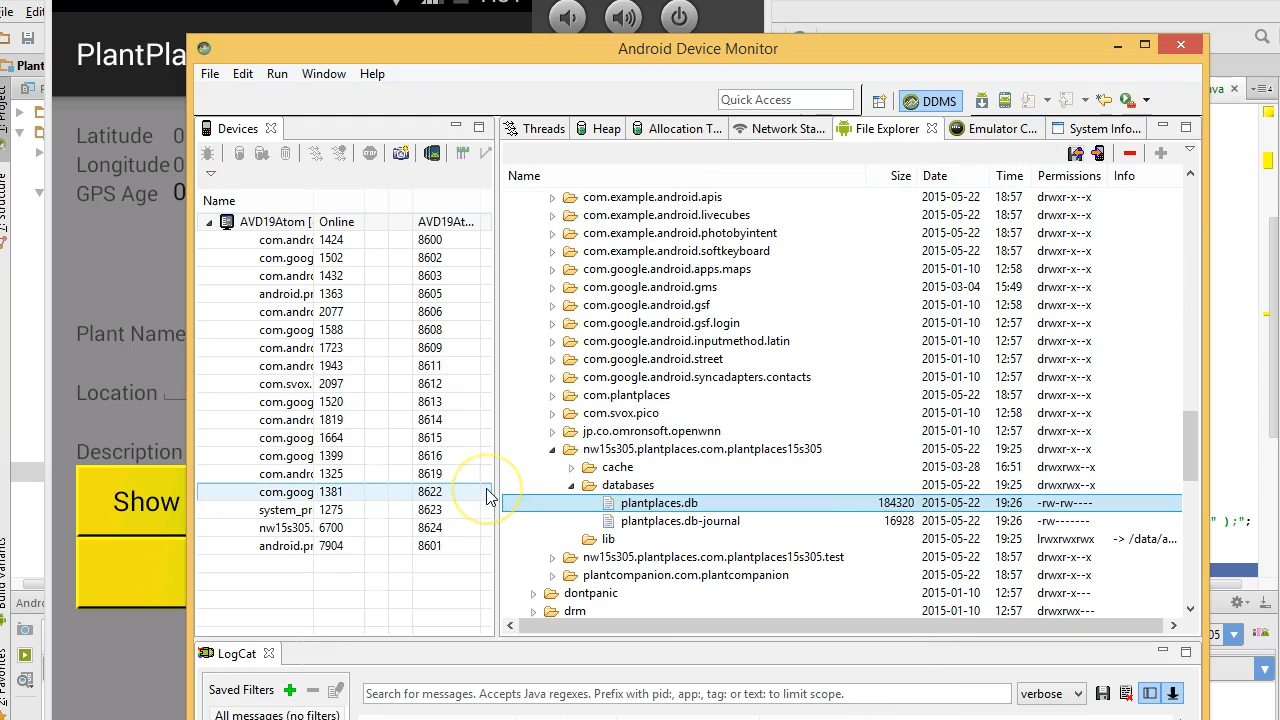 File
Edit
PlantPla
Android Device Monitor
File Edit Run Window Help
Quick Access
DDMS
Devices
Threads Heap Allocation T... Network Sta... File Explorer Emulator C... System Info...
Name
Name Size Date Time Permissions Info
AVD19Atom [ Online AVD19At...
com.andro 1424 8600
com.goog 1502 8602
com.andro 1432 8603
android.pr 1363 8605
com.andro 2077 8606
com.goog 1588 8608
com.andro 1723 8609
com.andro 1943 8611
com.svox. 2097 8612
com.goog 1520 8613
com.andro 1819 8614
com.goog 1664 8615
com.goog 1399 8616
com.andro 1325 8619
com.goog 1381 8622
system_pr 1275 8623
nw15s305. 6700 8624
android.pr 7904 8601
com.example.android.apis 2015-05-22 18:57 drwxr-x--x
com.example.android.livecubes 2015-05-22 18:57 drwxr-x--x
com.example.android.photobyintent 2015-05-22 18:57 drwxr-x--x
com.example.android.softkeyboard 2015-05-22 18:57 drwxr-x--x
com.google.android.apps.maps 2015-01-10 12:58 drwxr-x--x
com.google.android.gms 2015-03-04 15:49 drwxr-x--x
com.google.android.gsf 2015-01-10 12:58 drwxr-x--x
com.google.android.gsf.login 2015-01-10 12:57 drwxr-x--x
com.google.android.inputmethod.latin 2015-01-10 12:57 drwxr-x--x
com.google.android.street 2015-01-10 12:57 drwxr-x--x
com.google.android.syncadapters.contacts 2015-01-10 12:57 drwxr-x--x
com.plantplaces 2015-05-22 18:57 drwxr-x--x
com.svox.pico 2015-01-10 12:58 drwxr-x--x
jp.co.omronsoft.openwnn 2015-01-10 12:57 drwxr-x--x
nw15s305.plantplaces.com.plantplaces15s305 2015-05-22 19:25 drwxr-x--x
cache 2015-03-28 16:51 drwxrwx--x
databases 2015-05-22 19:26 drwxrwx--x
plantplaces.db 184320 2015-05-22 19:26 -rw-rw----
plantplaces.db-journal 16928 2015-05-22 19:26 -rw-------
lib 2015-05-22 19:25 lrwxrwxrwx -> /data/a...
nw15s305.plantplaces.com.plantplaces15s305.test 2015-05-22 19:25 drwxr-x--x
plantcompanion.com.plantcompanion 2015-05-22 18:57 drwxr-x--x
dontpanic 2015-01-10 12:57 drwxr-x---
drm 2015-01-10 12:57 drwxrwx---
Latitude 0
Longitude 0
GPS Age 0
Plant Name
Location
Description
Show
LogCat
Saved Filters
All messages (no filters)
Search for messages. Accepts Java regexes. Prefix with pid:, app:, tag: or text: to limit scope.
verbose